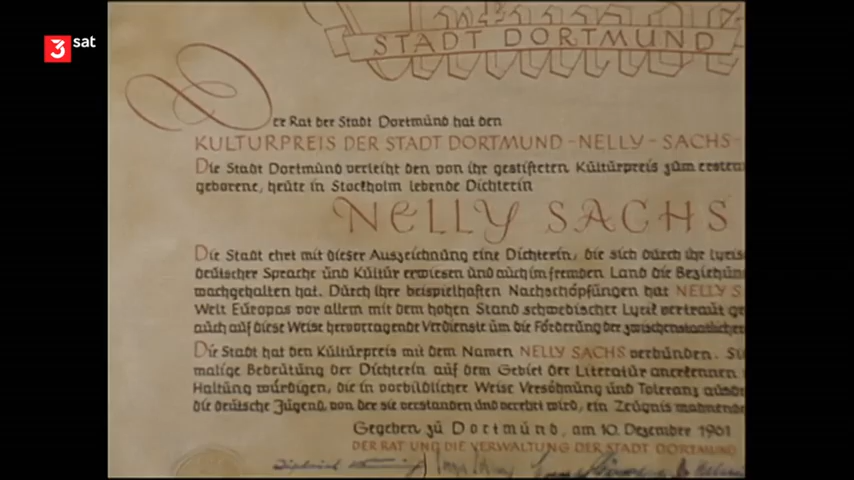 3sat
STADT DORTMUND
Der Rat der Stadt Dortmund hat den
KULTURPREIS DER STADT DORTMUND - NELLY - SACHS -
Die Stadt Dortmund verleiht den von ihr gestifteten Kulturpreis zum ersten
geborene, heute in Stockholm lebende Dichterin
NELLY SACHS
Die Stadt ehrt mit dieser Auszeichnung eine Dichterin, die sich durch ihr
deutscher Sprache und Kultur erwiesen und auch im fremden Land die
wachgehalten hat. Durch ihre beispielhaften Nachschöpfungen hat NELLY S
Welt Europas vor allem mit dem hohen Stand schwedischer Lyrik vertraut
auch auf diese Weise hervorragende Verdienste um die Förderung der
Die Stadt hat den Kulturpreis mit dem Namen NELLY SACHS verbunden.
malige Bedeutung der Dichterin auf dem Gebiet der Literatur anerkennen
Haltung würdigen, die in vorbildlicher Weise Versöhnung und Toleranz
die deutsche Jugend, von der sie verstanden und verehrt wird, ein Zeugnis
Gegeben zu Dortmund, am 10. Dezember 1961
DER RAT UND DIE VERWALTUNG DER STADT DORTMUND